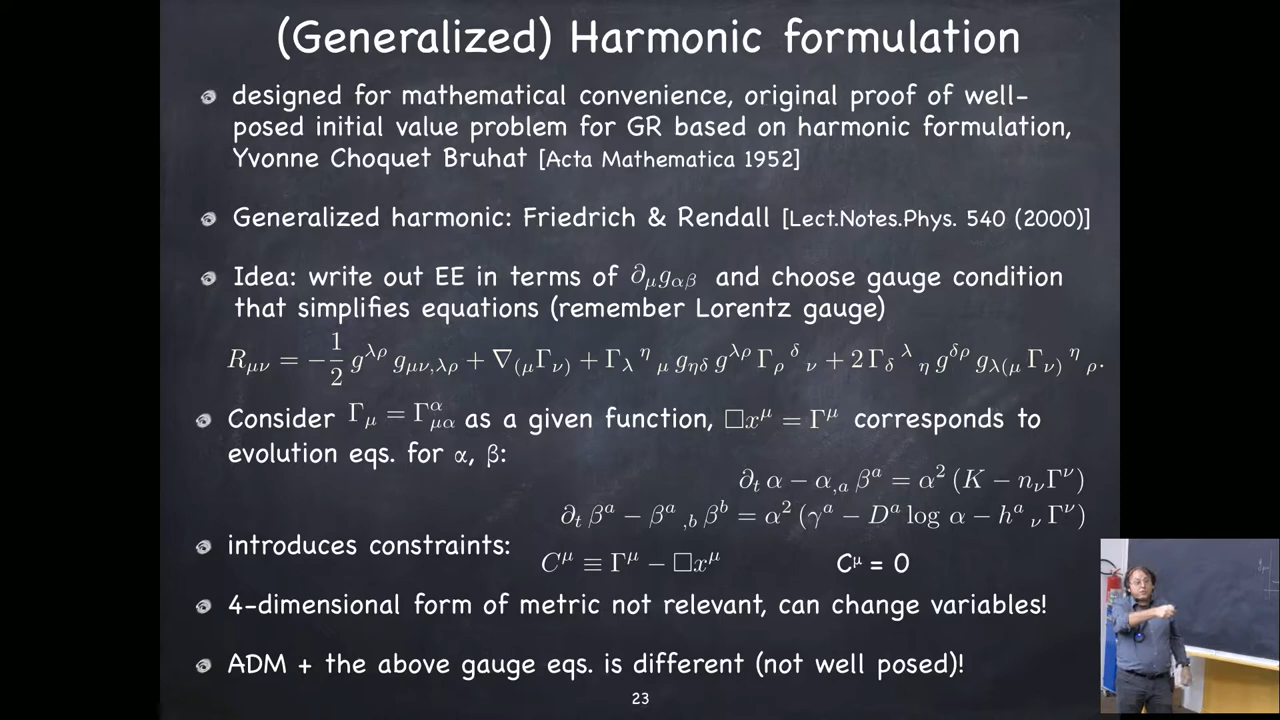 (Generalized) Harmonic formulation
designed for mathematical convenience, original proof of well-
posed initial value problem for GR based on harmonic formulation,
Yvonne Choquet Bruhat [Acta Mathematica 1952]
Generalized harmonic: Friedrich & Rendall [Lect.Notes.Phys. 540 (2000)]
Idea: write out EE in terms of ∂_μ g_{αβ} and choose gauge condition
that simplifies equations (remember Lorentz gauge)
R_{μν} = −\frac{1}{2} g^{λρ} g_{μν,λρ} + ∇_{(μ}Γ_{ν)} + Γ_λ{}^η{}_μ g_{ηδ} g^{λρ} Γ_ρ{}^δ{}_ν + 2Γ_δ{}^λ{}_η g^{δρ} g_{λ(μ} Γ_{ν)}{}^η{}_ρ.
Consider Γ_μ = Γ^α_{μα} as a given function, □x^μ = Γ^μ corresponds to
evolution eqs. for α, β:
∂_t α − α_{,a} β^a = α^2 (K − n_ν Γ^ν)
∂_t β^a − β^a{}_{,b} β^b = α^2 (γ^a − D^a log α − h^a{}_ν Γ^ν)
introduces constraints: C^μ ≡ Γ^μ − □x^μ C^μ = 0
4-dimensional form of metric not relevant, can change variables!
ADM + the above gauge eqs. is different (not well posed)!
23